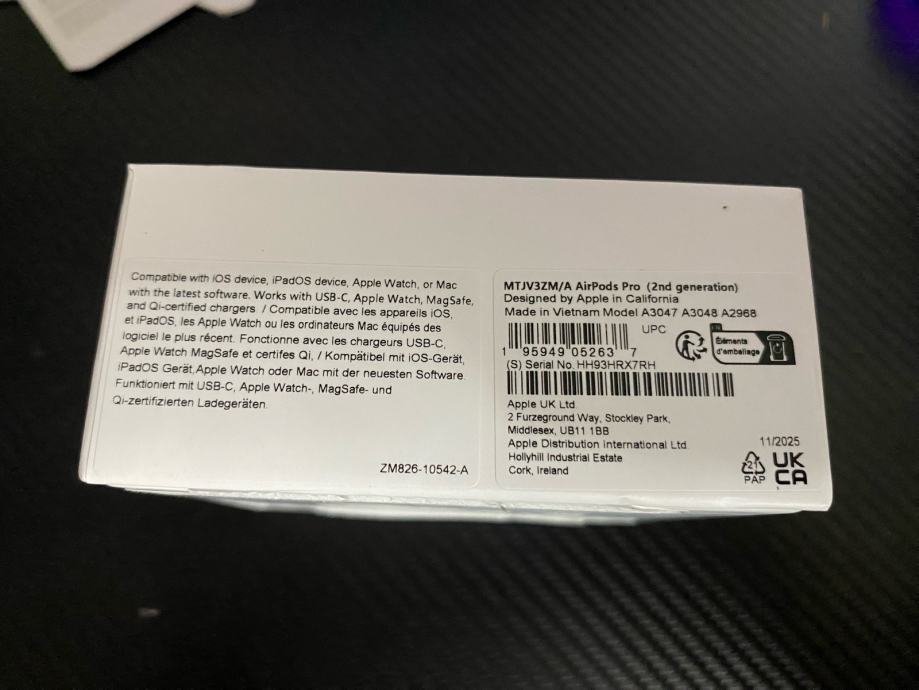 Compatible with iOS device, iPadOS device, Apple Watch, or Mac
with the latest software. Works with USB-C, Apple Watch, MagSafe,
and Qi-certified chargers / Compatible avec les appareils iOS,
et iPadOS, les Apple Watch ou les ordinateurs Mac équipés des
logiciel le plus récent. Fonctionne avec les chargeurs USB-C,
Apple Watch MagSafe et certifes Qi, / Kompätibel mit iOS-Gerät,
iPadOS Gerät,Apple Watch oder Mac mit der neuesten Software.
Funktioniert mit USB-C, Apple Watch-, MagSafe- und
Qi-zertifizierten Ladegeräten.
ZM826-10542-A
MTJV3ZM/A AirPods Pro (2nd generation)
Designed by Apple in California
Made in Vietnam Model A3047 A3048 A2968
UPC
1 95949 05263 7
FR
Éléments
d'emballage
(S) Serial No. HH93HRX7RH
Apple UK Ltd.
2 Furzeground Way, Stockley Park,
Middlesex, UB11 1BB
Apple Distribution International Ltd.
Hollyhill Industrial Estate
Cork, Ireland
11/2025
21
PAP
UK
CA